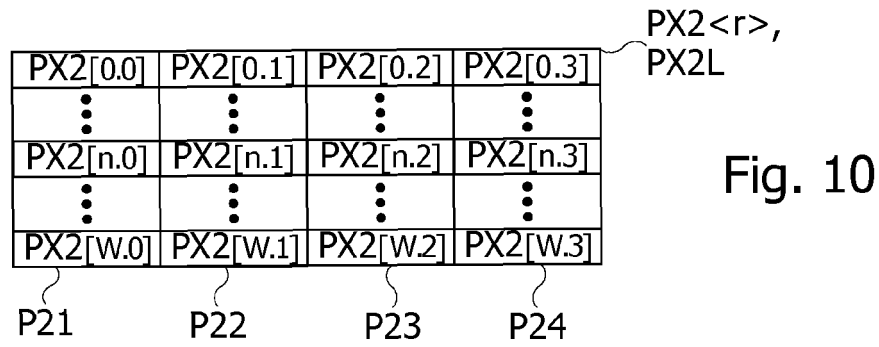 PX2<r>,
PX2L
PX2[0.0] PX2[0.1] PX2[0.2] PX2[0.3]
PX2[n.0] PX2[n.1] PX2[n.2] PX2[n.3]
Fig. 10
PX2[W.0] PX2[W.1] PX2[W.2] PX2[W.3]
P21 P22 P23 P24